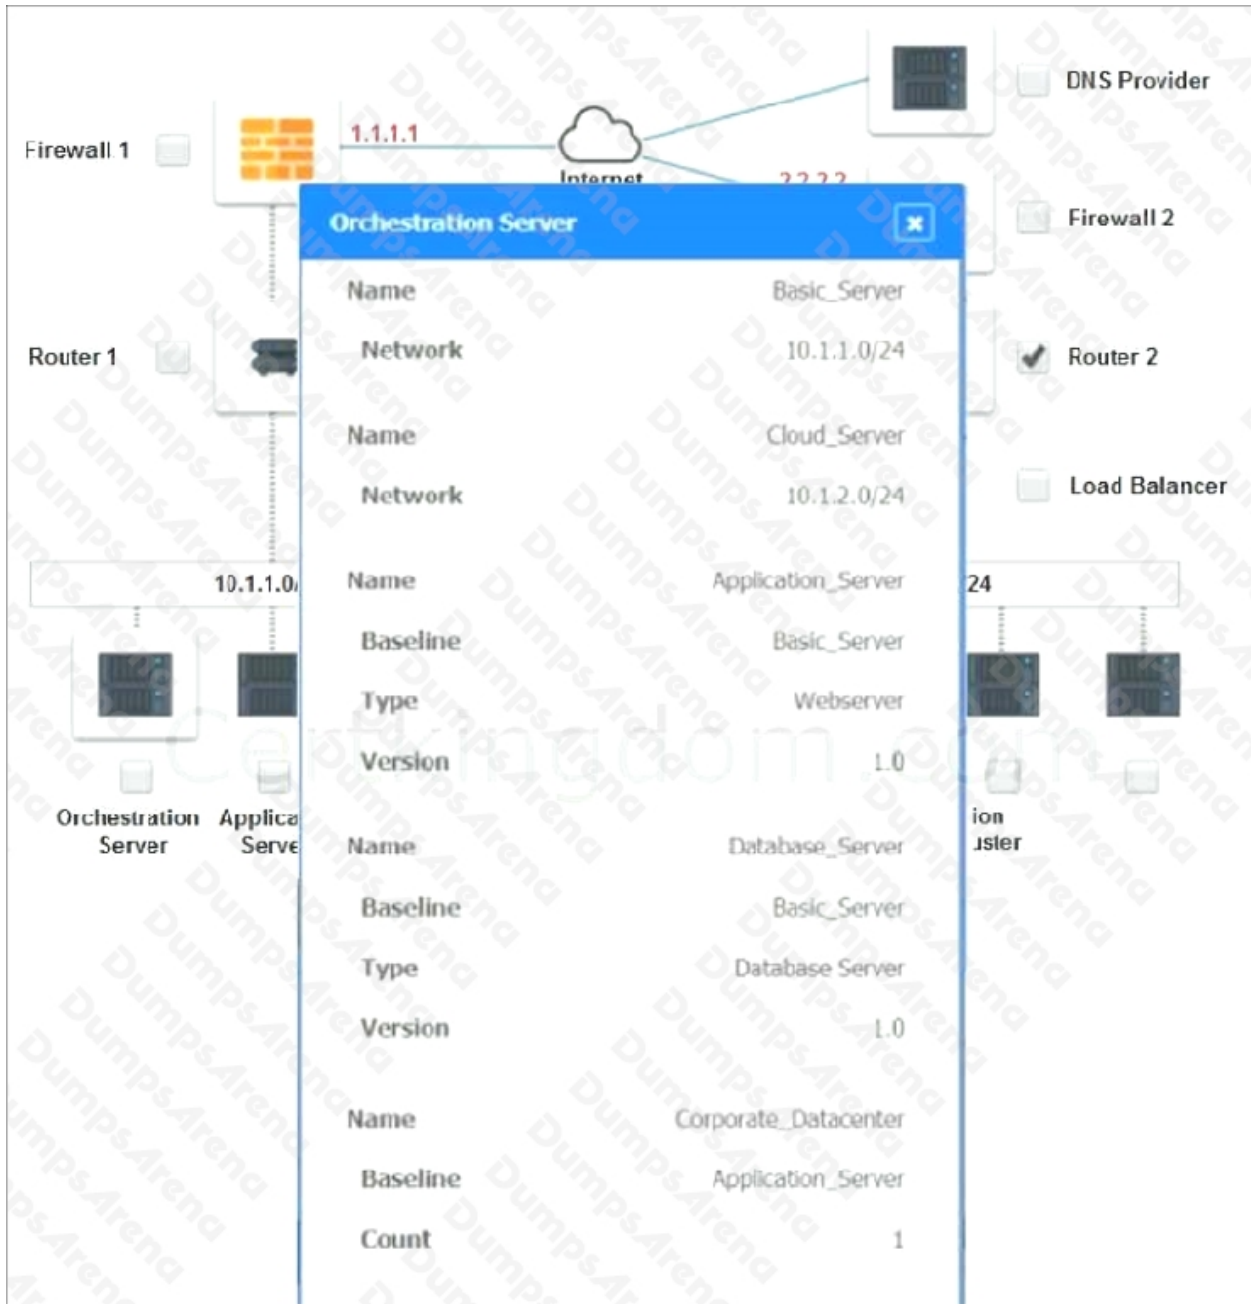 DNS Provider
Firewall 1
1.1.1.1
Internet
2.2.2.2
Firewall 2
Orchestration Server
Name Basic_Server
Network 10.1.1.0/24
Router 1
Router 2
Name Cloud_Server
Network 10.1.2.0/24
Load Balancer
10.1.1.0/
Name Application_Server
24
Baseline Basic_Server
Type Webserver
Version 1.0
Orchestration
Server
Applica
Serve
ion
uster
Name Database_Server
Baseline Basic_Server
Type Database Server
Version 1.0
Name Corporate_Datacenter
Baseline Application_Server
Count 1
DumpsArena
certkingdom.com